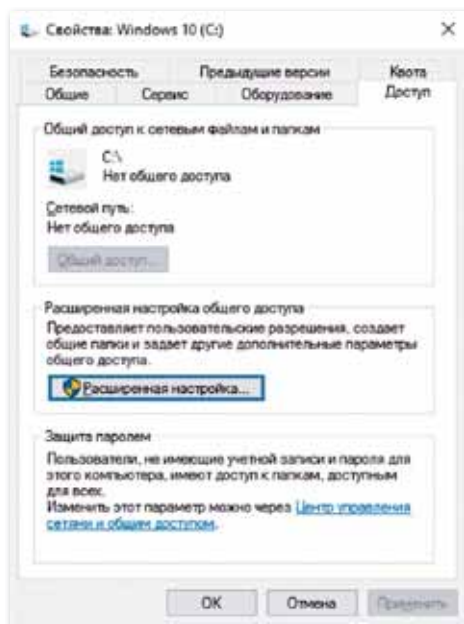 Свойства: Windows 10 (C:)
Безопасность Предыдущие версии Квота
Общие Сервис Оборудование Доступ
Общий доступ к сетевым файлам и папкам
C:\
Нет общего доступа
Сетевой путь:
Нет общего доступа
Общий доступ...
Расширенная настройка общего доступа
Предоставляет пользовательские разрешения, создает
общие папки и задает другие дополнительные параметры
общего доступа.
Расширенная настройка...
Защита паролем
Пользователи, не имеющие учетной записи и пароля для
этого компьютера, имеют доступ к папкам, доступным
для всех.
Изменить этот параметр можно через Центр управления
сетями и общим доступом.
OK Отмена Применить